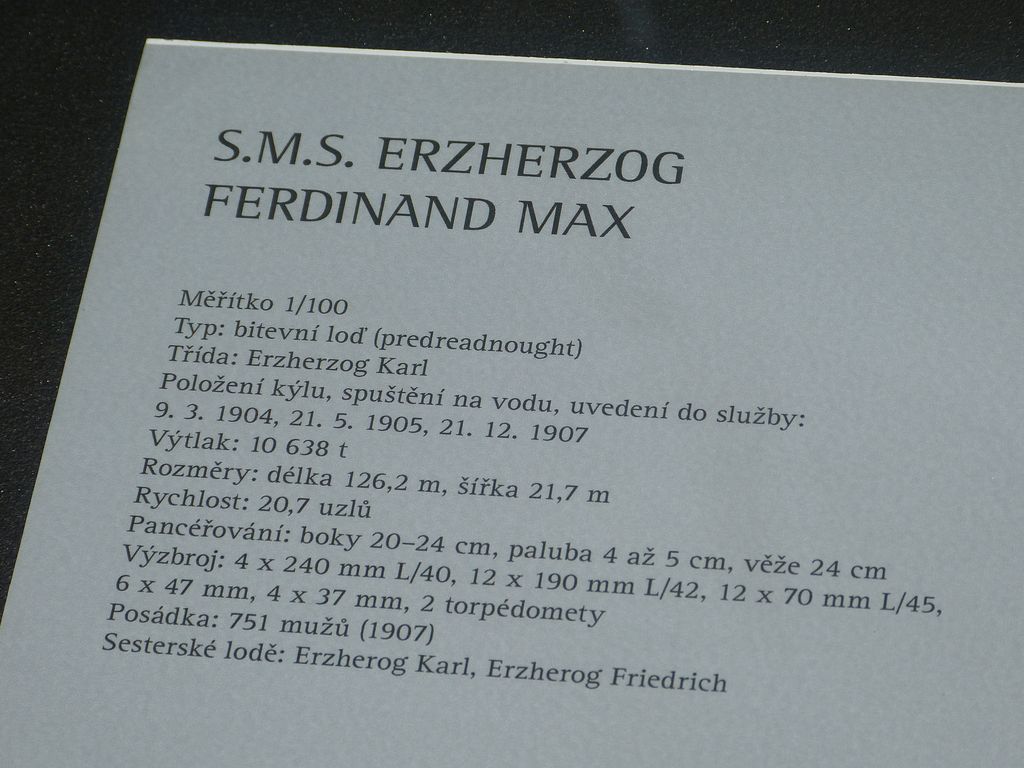 S.M.S. ERZHERZOG
FERDINAND MAX
Měřítko 1/100
Typ: bitevní loď (predreadnought)
Třída: Erzherzog Karl
Položení kýlu, spuštění na vodu, uvedení do služby:
9. 3. 1904, 21. 5. 1905, 21. 12. 1907
Výtlak: 10 638 t
Rozměry: délka 126,2 m, šířka 21,7 m
Rychlost: 20,7 uzlů
Pancéřování: boky 20–24 cm, paluba 4 až 5 cm, věže 24 cm
Výzbroj: 4 x 240 mm L/40, 12 x 190 mm L/42, 12 x 70 mm L/45,
6 x 47 mm, 4 x 37 mm, 2 torpédomety
Posádka: 751 mužů (1907)
Sesterské lodě: Erzherog Karl, Erzherog Friedrich